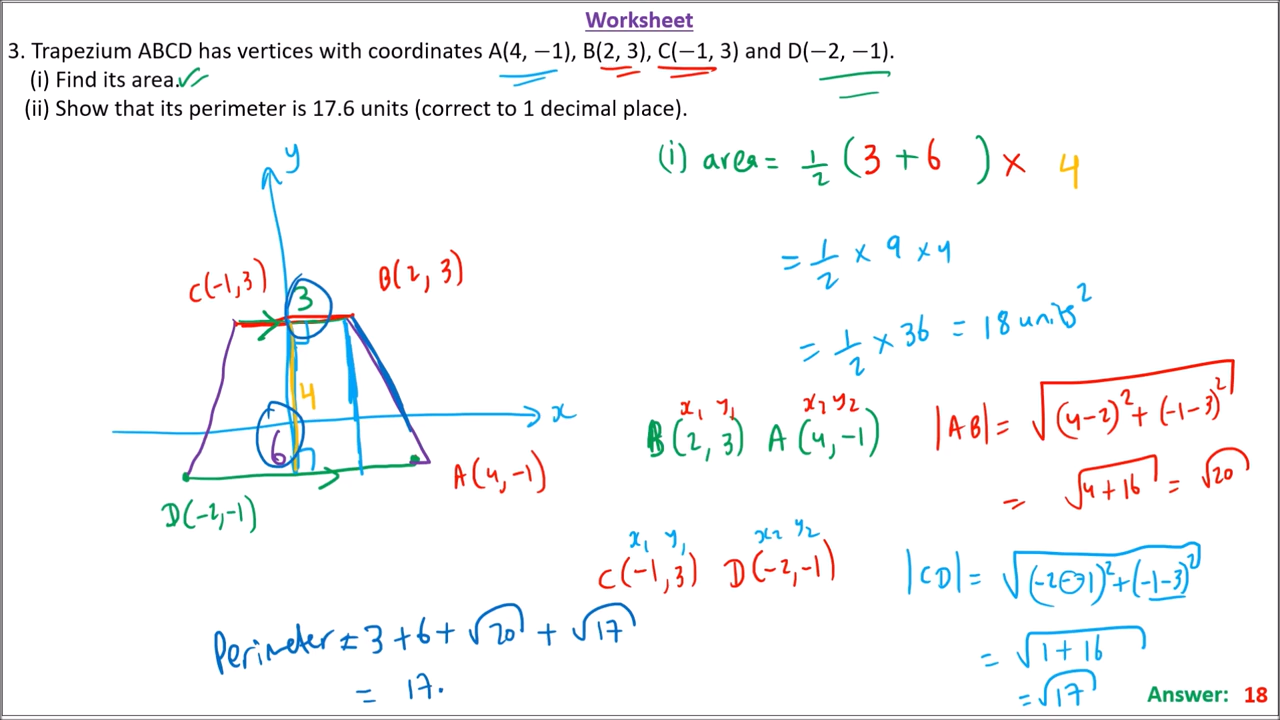 Worksheet
3. Trapezium ABCD has vertices with coordinates A(4, −1), B(2, 3), C(−1, 3) and D(−2, −1).
(i) Find its area.
(ii) Show that its perimeter is 17.6 units (correct to 1 decimal place).
(i) area = 1/2 (3 + 6) × 4
= 1/2 × 9 × 4
= 1/2 × 36 = 18 units²
y
C(-1,3)
B(2, 3)
3
4
x
6
A(4,-1)
D(-2,-1)
x₁ y₁ x₂ y₂
B(2, 3) A(4,-1)
|AB| = √(4-2)² + (-1-3)²
= √4+16 = √20
x₁ y₁ x₂ y₂
C(-1,3) D(-2,-1)
|CD| = √(-2--1)² + (-1-3)²
= √1+16
= √17
Perimeter = 3 + 6 + √20 + √17
= 17.
Answer: 18